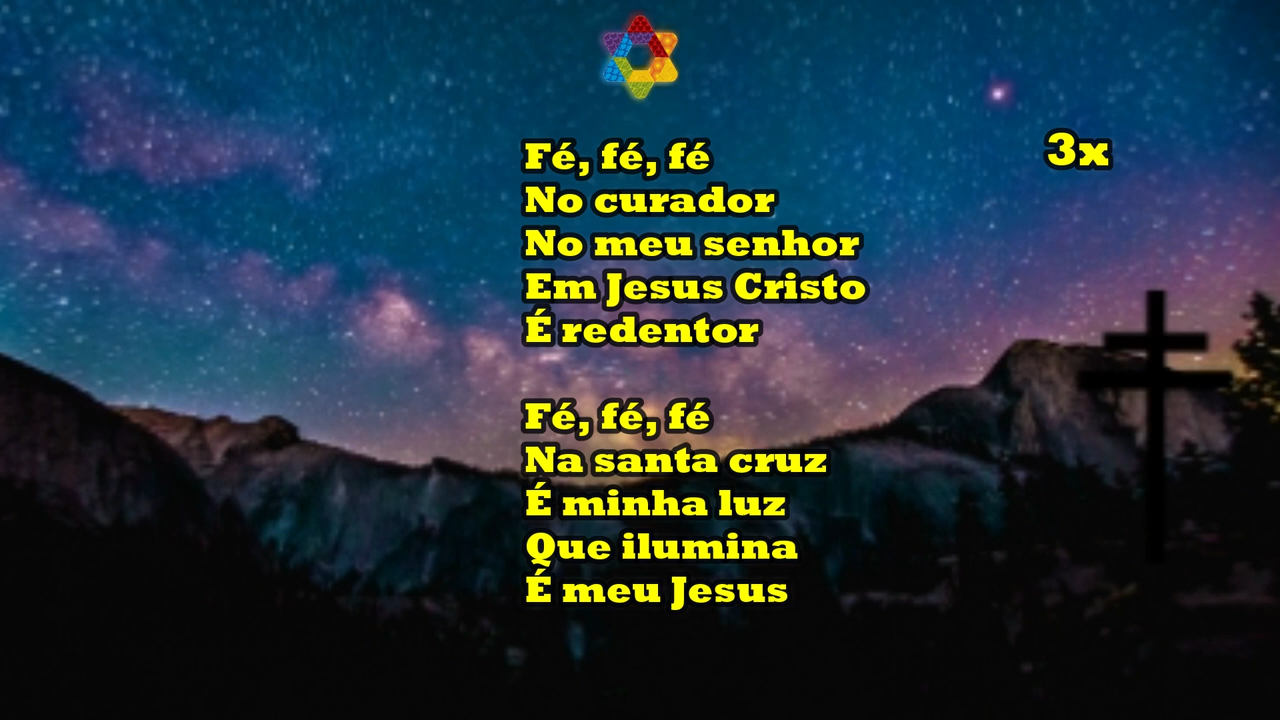 Fé, fé, fé
3x
No curador
No meu senhor
Em Jesus Cristo
É redentor
Fé, fé, fé
Na santa cruz
É minha luz
Que ilumina
É meu Jesus